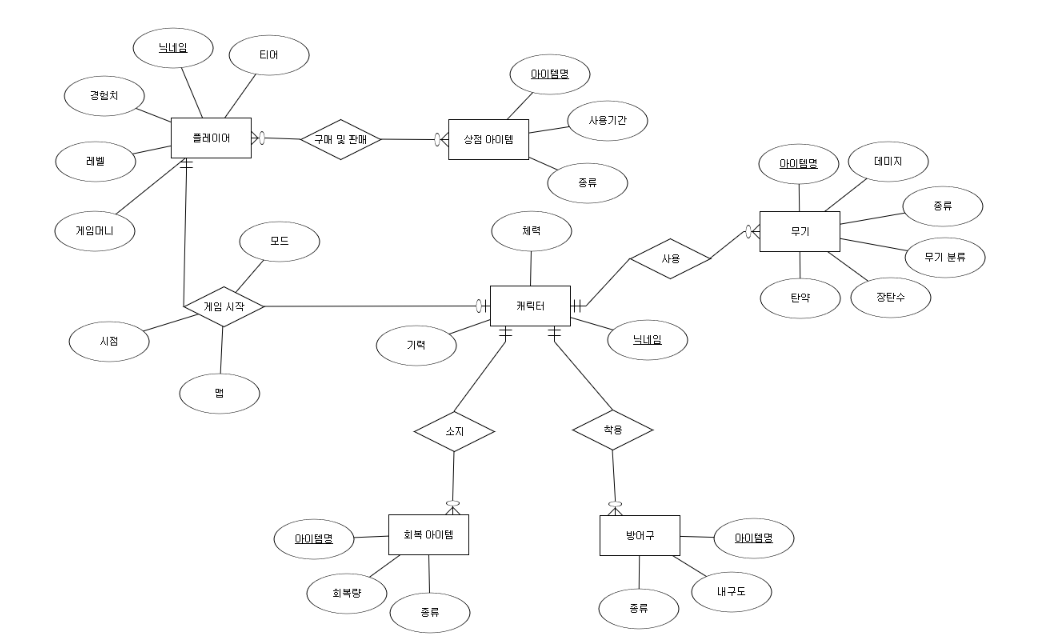 닉네임
티어
경험치
플레이어
레벨
게임머니
구매 및 판매
아이템명
상점 아이템
사용기간
종류
아이템명
데미지
종류
무기
무기 분류
탄약
장탄수
모드
체력
사용
게임 시작
캐릭터
시점
기력
닉네임
맵
소지
착용
아이템명
회복 아이템
회복량
종류
방어구
아이템명
내구도
종류